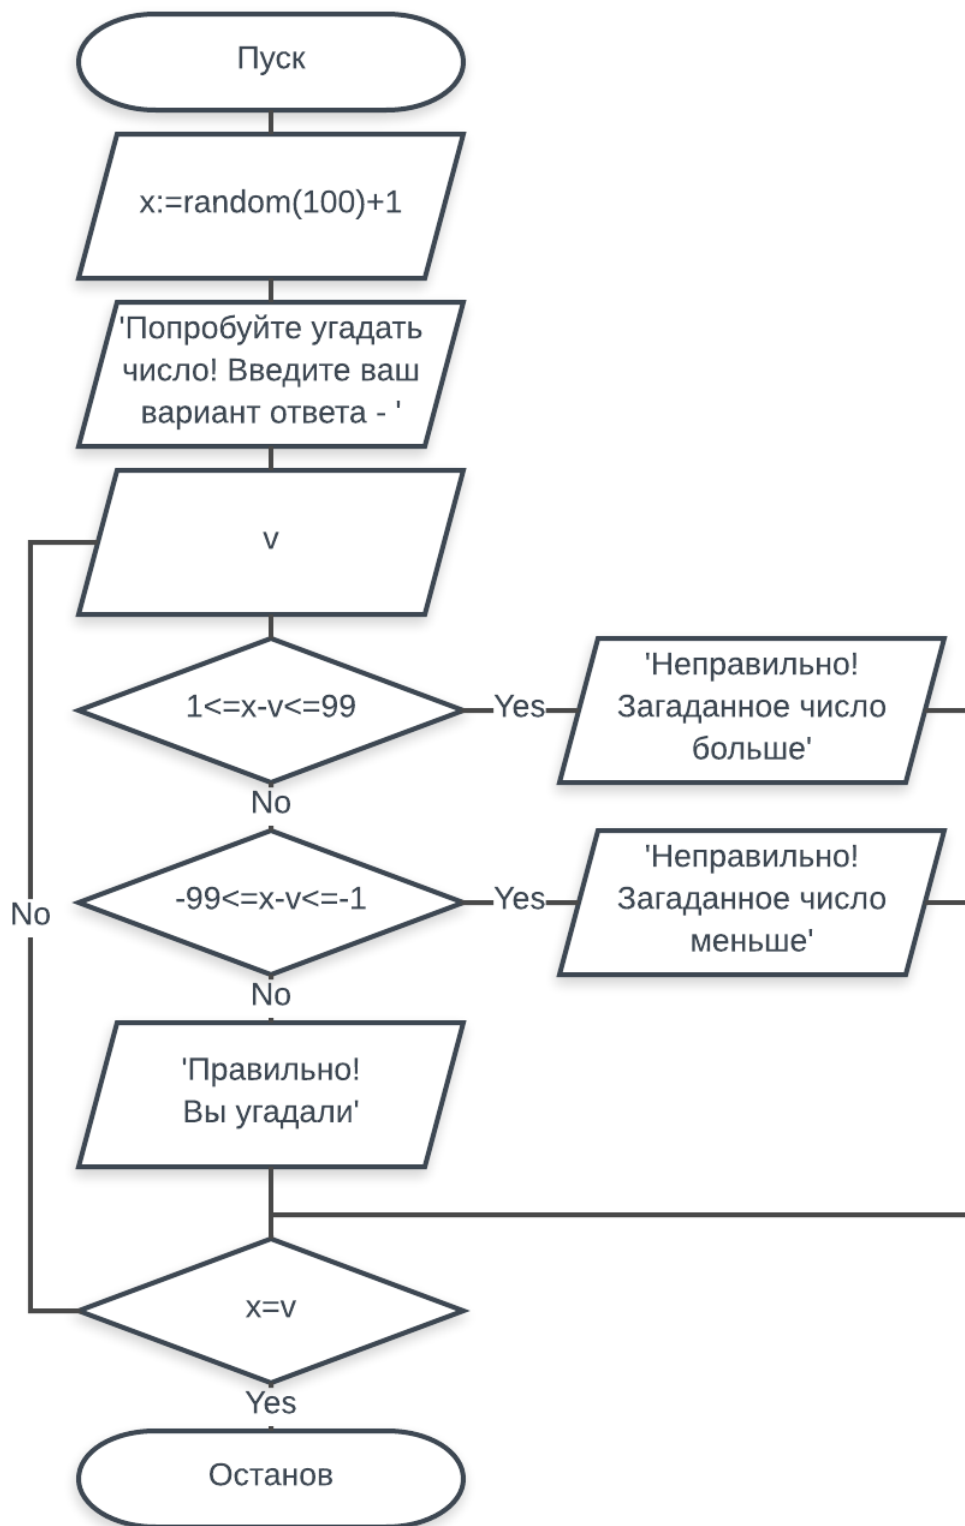 Пуск
x:=random(100)+1
'Попробуйте угадать
число! Введите ваш
вариант ответа - '
v
1<=x-v<=99
Yes
'Неправильно!
Загаданное число
больше'
No
-99<=x-v<=-1
Yes
'Неправильно!
Загаданное число
меньше'
No
No
'Правильно!
Вы угадали'
x=v
Yes
Останов